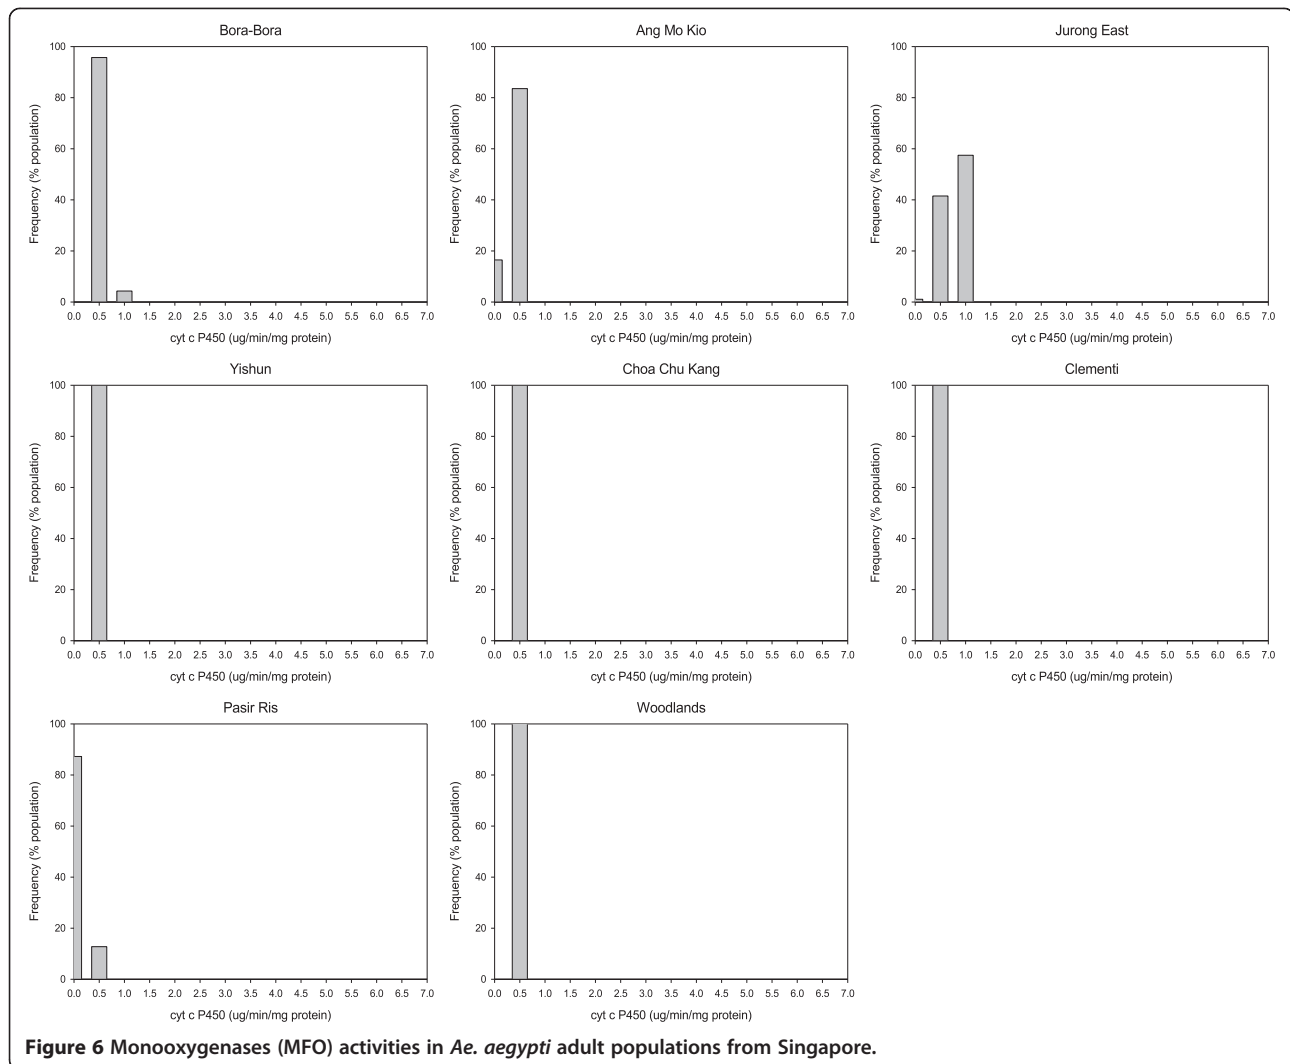 Bora-Bora
Frequency (% population)
100
80
60
40
20
0
0.0 0.5 1.0 1.5 2.0 2.5 3.0 3.5 4.0 4.5 5.0 5.5 6.0 6.5 7.0
cyt c P450 (ug/min/mg protein)
Ang Mo Kio
Frequency (% population)
100
80
60
40
20
0
0.0 0.5 1.0 1.5 2.0 2.5 3.0 3.5 4.0 4.5 5.0 5.5 6.0 6.5 7.0
cyt c P450 (ug/min/mg protein)
Jurong East
Frequency (% population)
100
80
60
40
20
0
0.0 0.5 1.0 1.5 2.0 2.5 3.0 3.5 4.0 4.5 5.0 5.5 6.0 6.5 7.0
cyt c P450 (ug/min/mg protein)
Yishun
Frequency (% population)
100
80
60
40
20
0
0.0 0.5 1.0 1.5 2.0 2.5 3.0 3.5 4.0 4.5 5.0 5.5 6.0 6.5 7.0
cyt c P450 (ug/min/mg protein)
Choa Chu Kang
Frequency (% population)
100
80
60
40
20
0
0.0 0.5 1.0 1.5 2.0 2.5 3.0 3.5 4.0 4.5 5.0 5.5 6.0 6.5 7.0
cyt c P450 (ug/min/mg protein)
Clementi
Frequency (% population)
100
80
60
40
20
0
0.0 0.5 1.0 1.5 2.0 2.5 3.0 3.5 4.0 4.5 5.0 5.5 6.0 6.5 7.0
cyt c P450 (ug/min/mg protein)
Pasir Ris
Frequency (% population)
100
80
60
40
20
0
0.0 0.5 1.0 1.5 2.0 2.5 3.0 3.5 4.0 4.5 5.0 5.5 6.0 6.5 7.0
cyt c P450 (ug/min/mg protein)
Woodlands
Frequency (% population)
100
80
60
40
20
0
0.0 0.5 1.0 1.5 2.0 2.5 3.0 3.5 4.0 4.5 5.0 5.5 6.0 6.5 7.0
cyt c P450 (ug/min/mg protein)
Figure 6 Monooxygenases (MFO) activities in Ae. aegypti adult populations from Singapore.